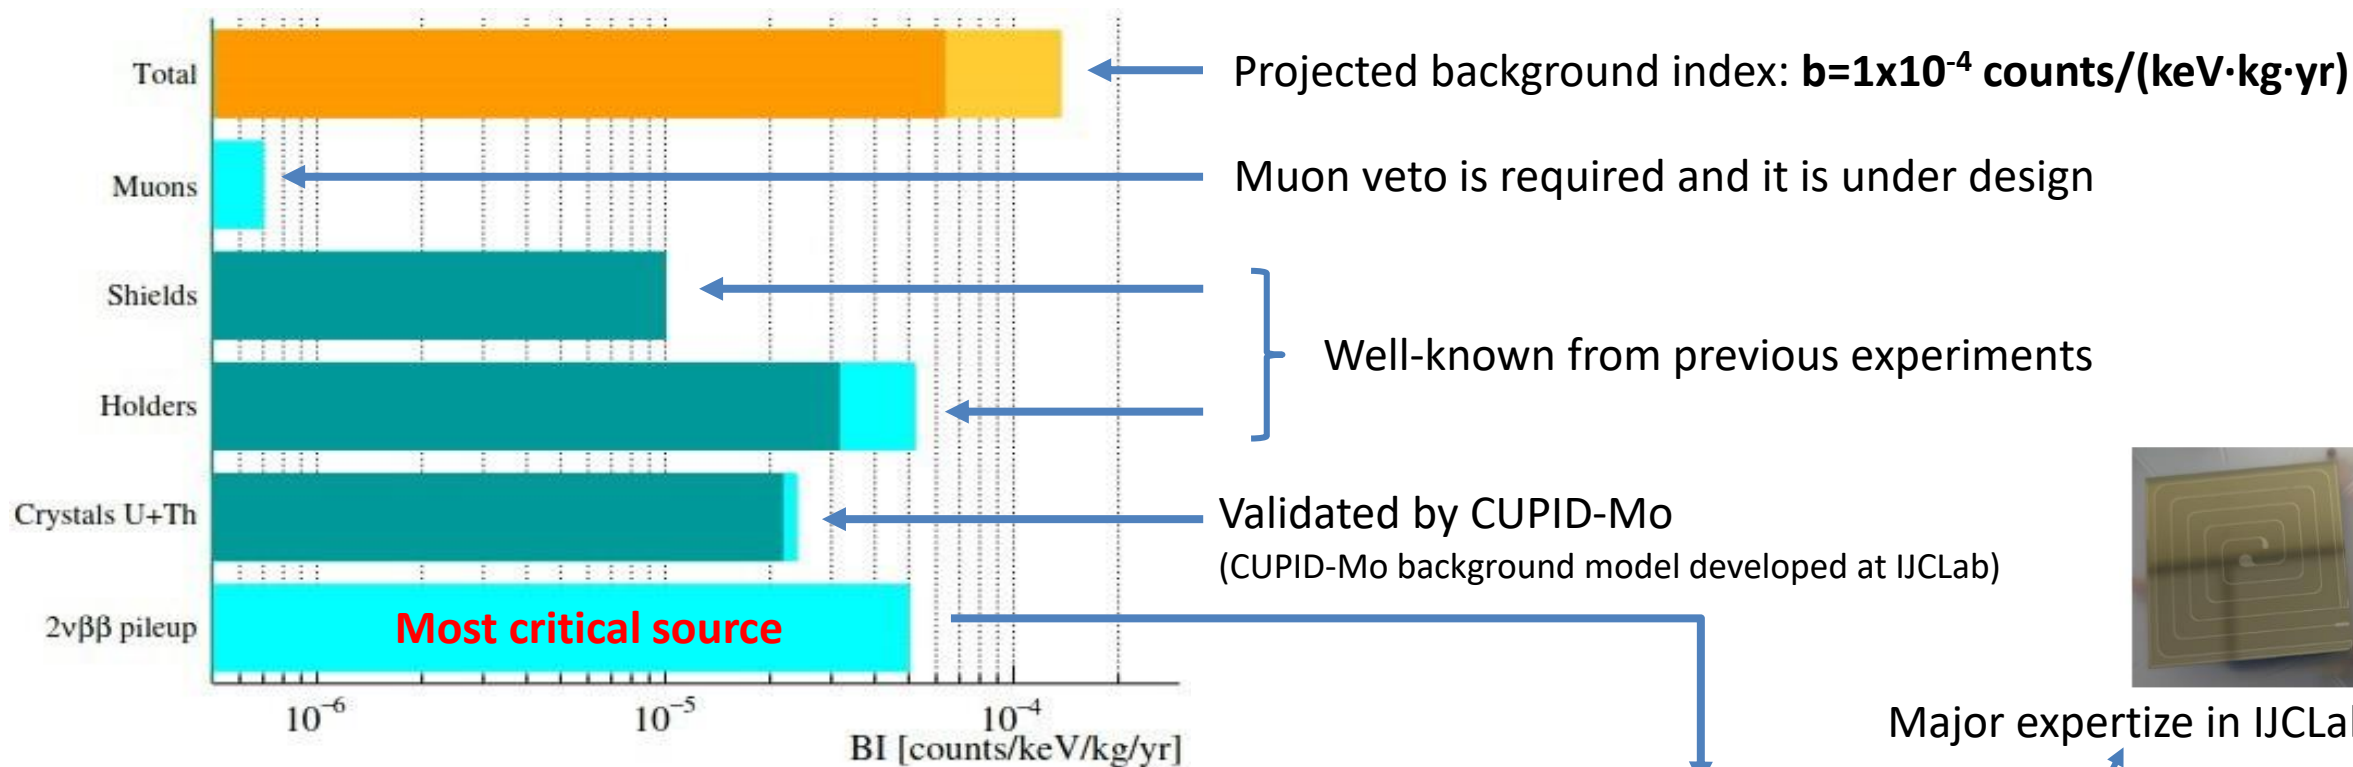 Total
Projected background index: b=1x10⁻⁴ counts/(keV·kg·yr)
Muons
Muon veto is required and it is under design
Shields
Well-known from previous experiments
Holders
Crystals U+Th
Validated by CUPID-Mo
(CUPID-Mo background model developed at IJCLab)
2νββ pileup
Most critical source
10⁻⁶
10⁻⁵
10⁻⁴
BI [counts/keV/kg/yr]
Major expertize in IJCLab